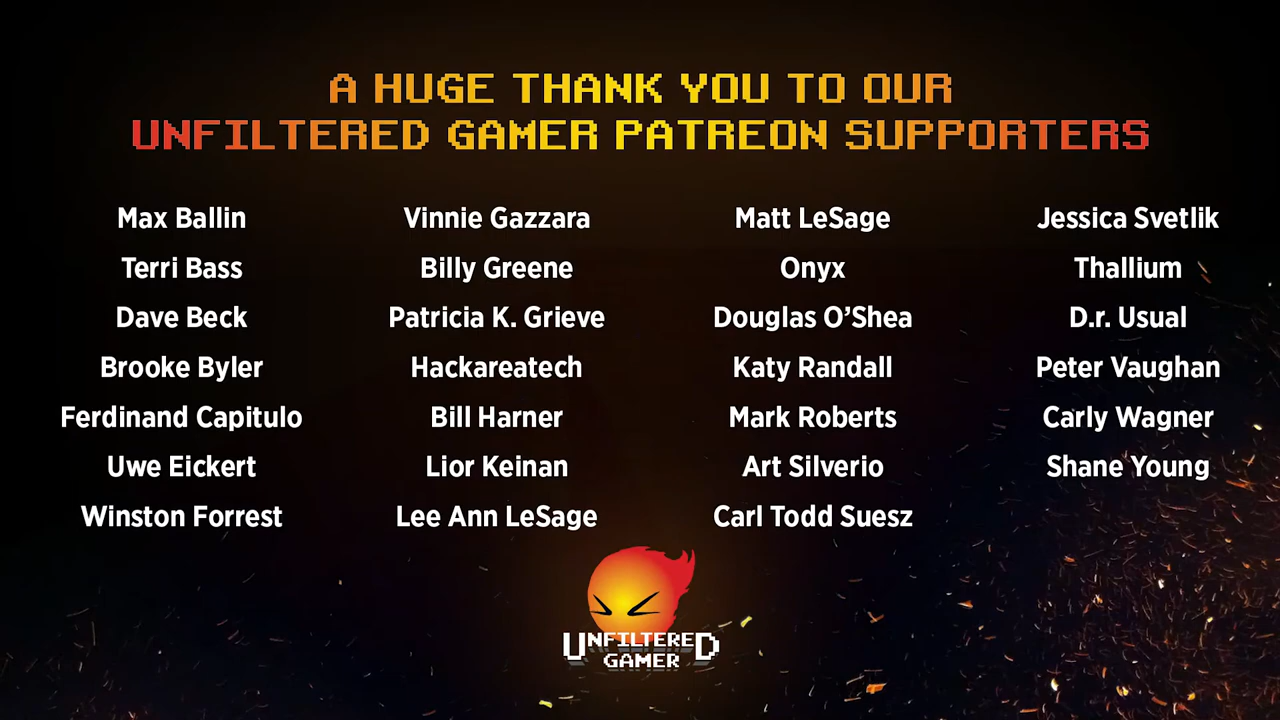 A HUGE THANK YOU TO OUR
UNFILTERED GAMER PATREON SUPPORTERS
Max Ballin
Terri Bass
Dave Beck
Brooke Byler
Ferdinand Capitulo
Uwe Eickert
Winston Forrest
Vinnie Gazzara
Billy Greene
Patricia K. Grieve
Hackareatech
Bill Harner
Lior Keinan
Lee Ann LeSage
Matt LeSage
Onyx
Douglas O’Shea
Katy Randall
Mark Roberts
Art Silverio
Carl Todd Suesz
Jessica Svetlik
Thallium
D.r. Usual
Peter Vaughan
Carly Wagner
Shane Young
UNFILTERED
GAMER